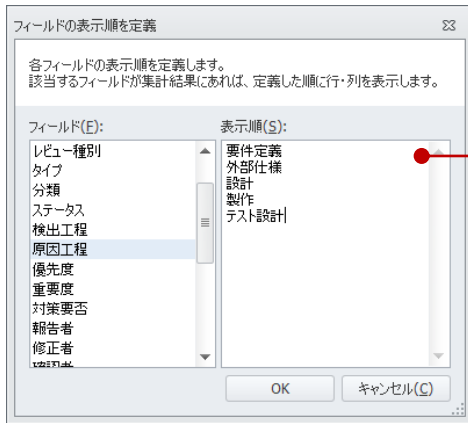 フィールドの表示順を定義
各フィールドの表示順を定義します。
該当するフィールドが集計結果にあれば、定義した順に行・列を表示します。
フィールド(F):
レビュー種別
タイプ
分類
ステータス
検出工程
原因工程
優先度
重要度
対策要否
報告者
修正者
表示順(S):
要件定義
外部仕様
設計
製作
テスト設計
OK
キャンセル(C)